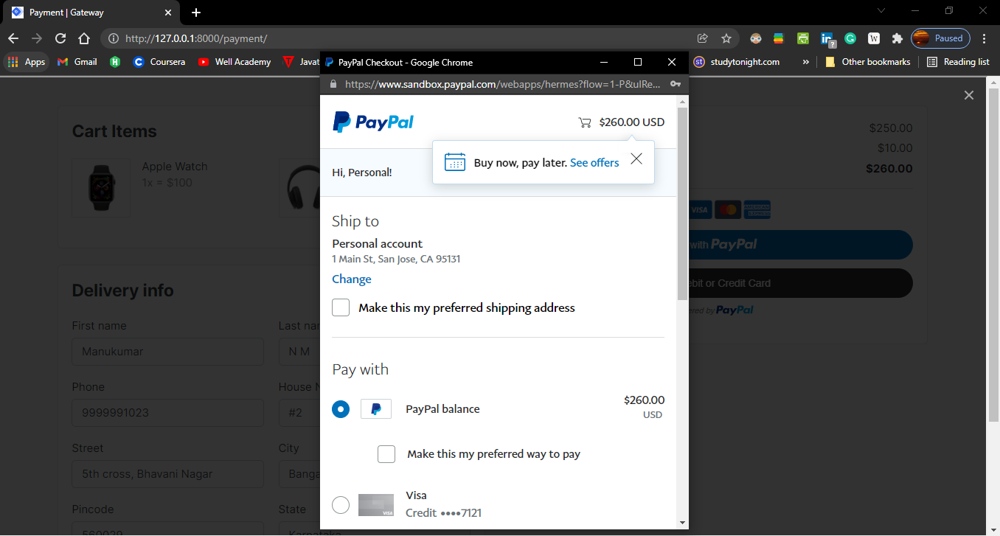 Payment | Gateway
http://127.0.0.1:8000/payment/
Paused
Apps
Gmail
Coursera
Well Academy
Javat
studytonight.com
»
Other bookmarks
Reading list
PayPal Checkout - Google Chrome
https://www.sandbox.paypal.com/webapps/hermes?flow=1-P&ulRe...
PayPal
$260.00 USD
Buy now, pay later. See offers
Hi, Personal!
Ship to
Personal account
1 Main St, San Jose, CA 95131
Change
Make this my preferred shipping address
Pay with
PayPal balance
$260.00
USD
Make this my preferred way to pay
Visa
VISA
Credit ••••7121
Cart Items
Apple Watch
1x = $100
Delivery info
First name
Last nar
Manukumar
N M
Phone
House N
9999991023
#2
Street
City
5th cross, Bhavani Nagar
Banga
Pincode
State
560029
Karnataka
$250.00
$10.00
$260.00
VISA
AMERICAN EXPRESS
with PayPal
ebit or Credit Card
ered by PayPal